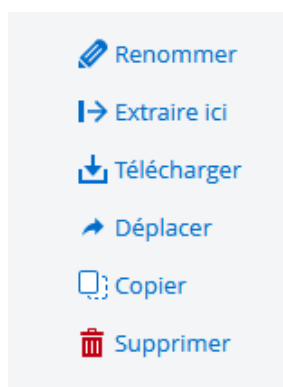 Renommer
Extraire ici
Télécharger
Déplacer
Copier
Supprimer